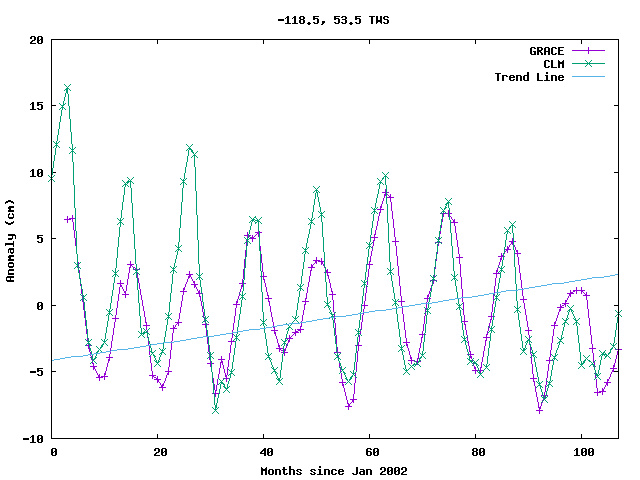 -118.5, 53.5 TWS
GRACE
CLM
Trend Line
20
15
10
5
0
-5
-10
Anomaly (cm)
0 20 40 60 80 100
Months since Jan 2002